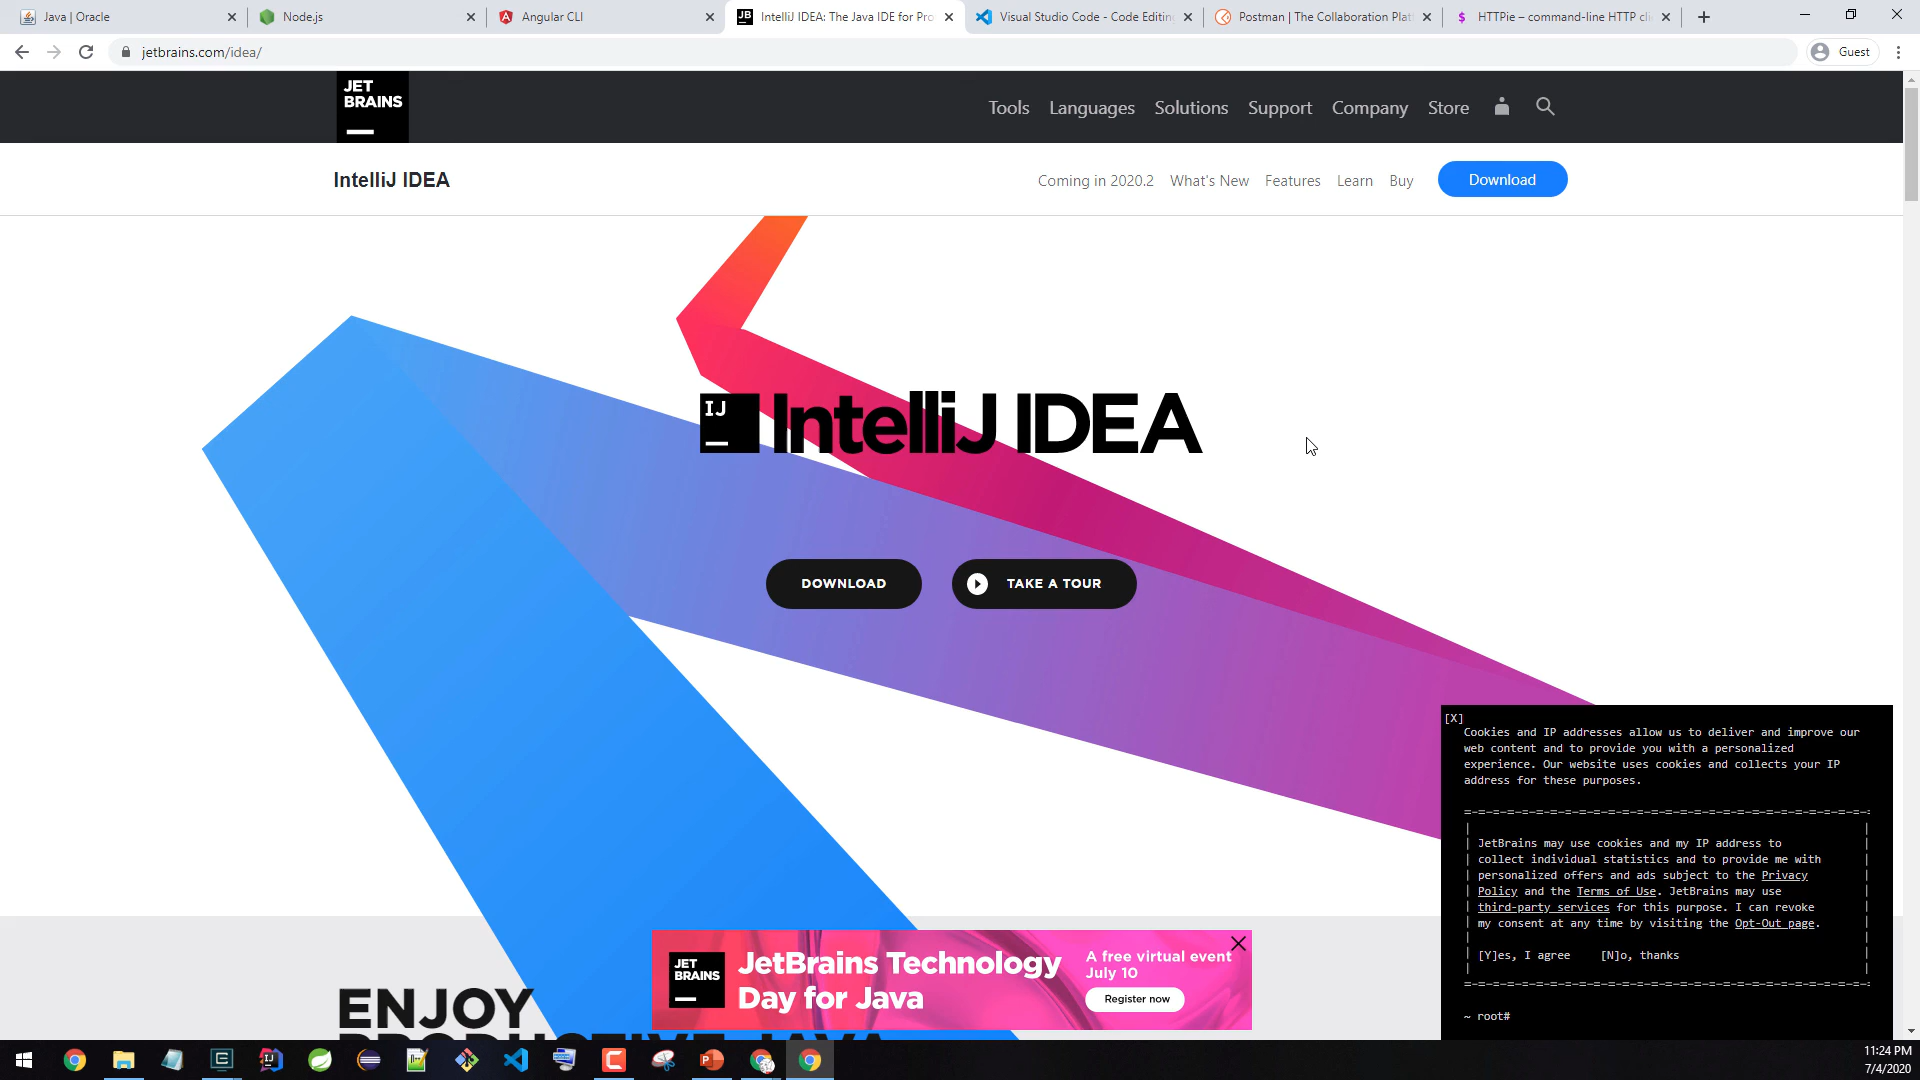 Java | Oracle
Node.js
Angular CLI
IntelliJ IDEA: The Java IDE for Pro
Visual Studio Code - Code Editin
Postman | The Collaboration Plat
HTTPie – command-line HTTP cli
jetbrains.com/idea/
Guest
JET
BRAINS
Tools
Languages
Solutions
Support
Company
Store
IntelliJ IDEA
Coming in 2020.2
What's New
Features
Learn
Buy
Download
IJ
IntelliJ IDEA
DOWNLOAD
TAKE A TOUR
[X]
Cookies and IP addresses allow us to deliver and improve our
web content and to provide you with a personalized
experience. Our website uses cookies and collects your IP
address for these purposes.
JetBrains may use cookies and my IP address to
collect individual statistics and to provide me with
personalized offers and ads subject to the Privacy
Policy and the Terms of Use. JetBrains may use
third-party services for this purpose. I can revoke
my consent at any time by visiting the Opt-Out page.
[Y]es, I agree [N]o, thanks
~ root#
JET
BRAINS
JetBrains Technology
Day for Java
A free virtual event
July 10
Register now
ENJOY
PRODUCTIVE JAVA
11:24 PM
7/4/2020